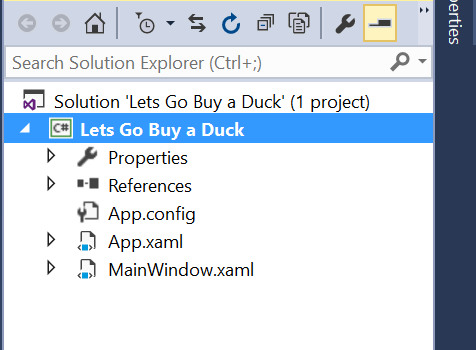 Search Solution Explorer (Ctrl+;)
Solution 'Lets Go Buy a Duck' (1 project)
C# Lets Go Buy a Duck
Properties
References
App.config
App.xaml
MainWindow.xaml